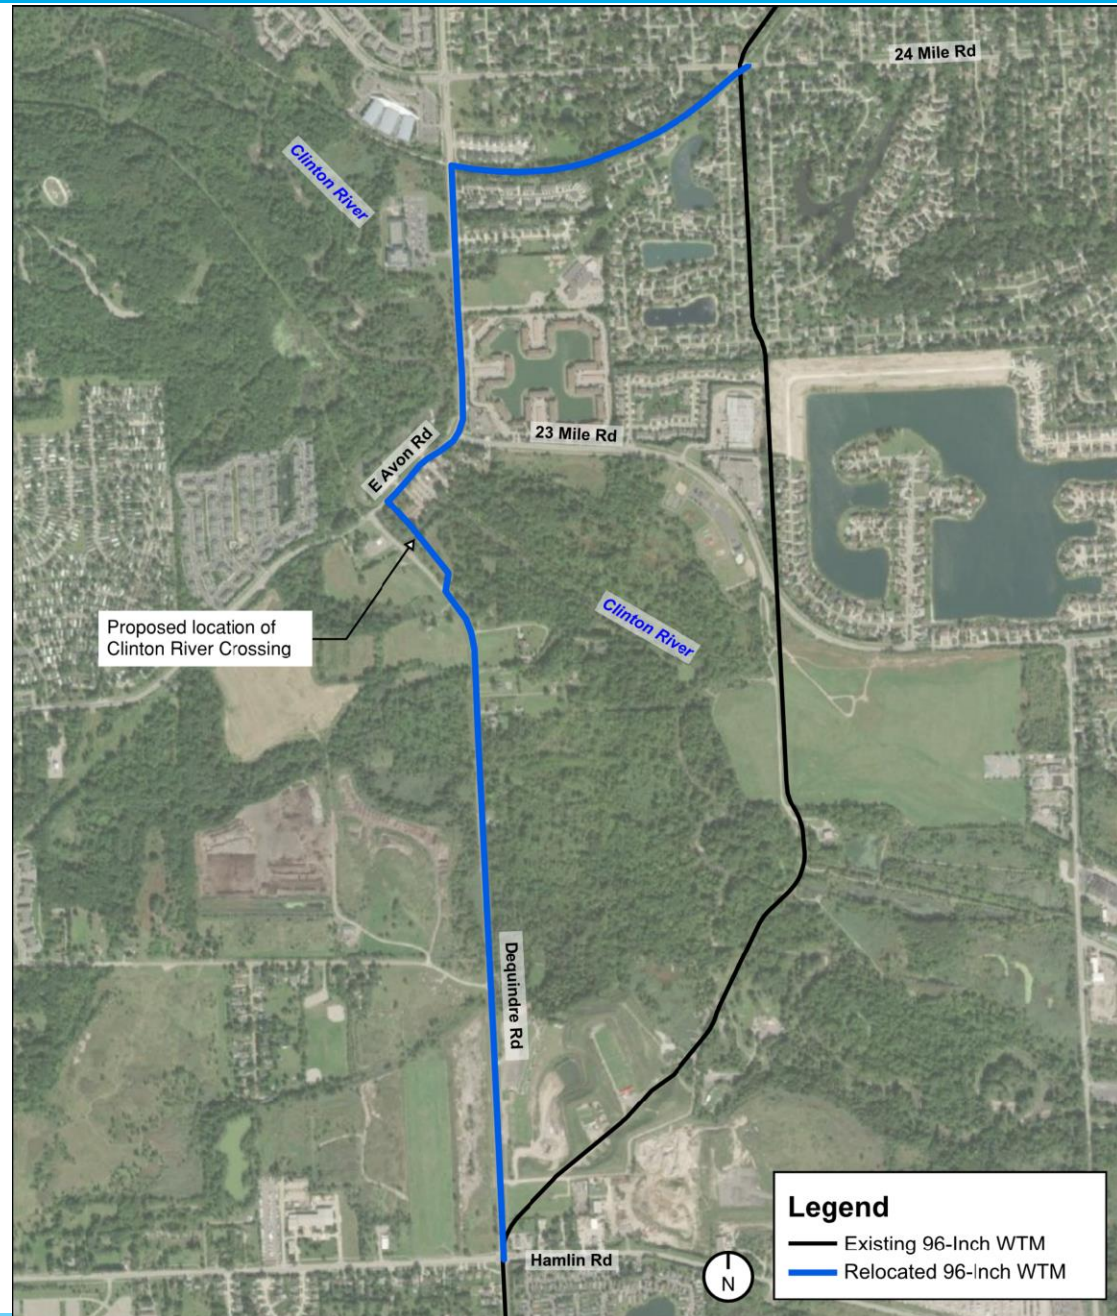 24 Mile Rd
Clinton River
E Avon Rd
23 Mile Rd
Proposed location of
Clinton River Crossing
Clinton River
Dequindre Rd
Hamlin Rd
N
Legend
Existing 96-Inch WTM
Relocated 96-Inch WTM